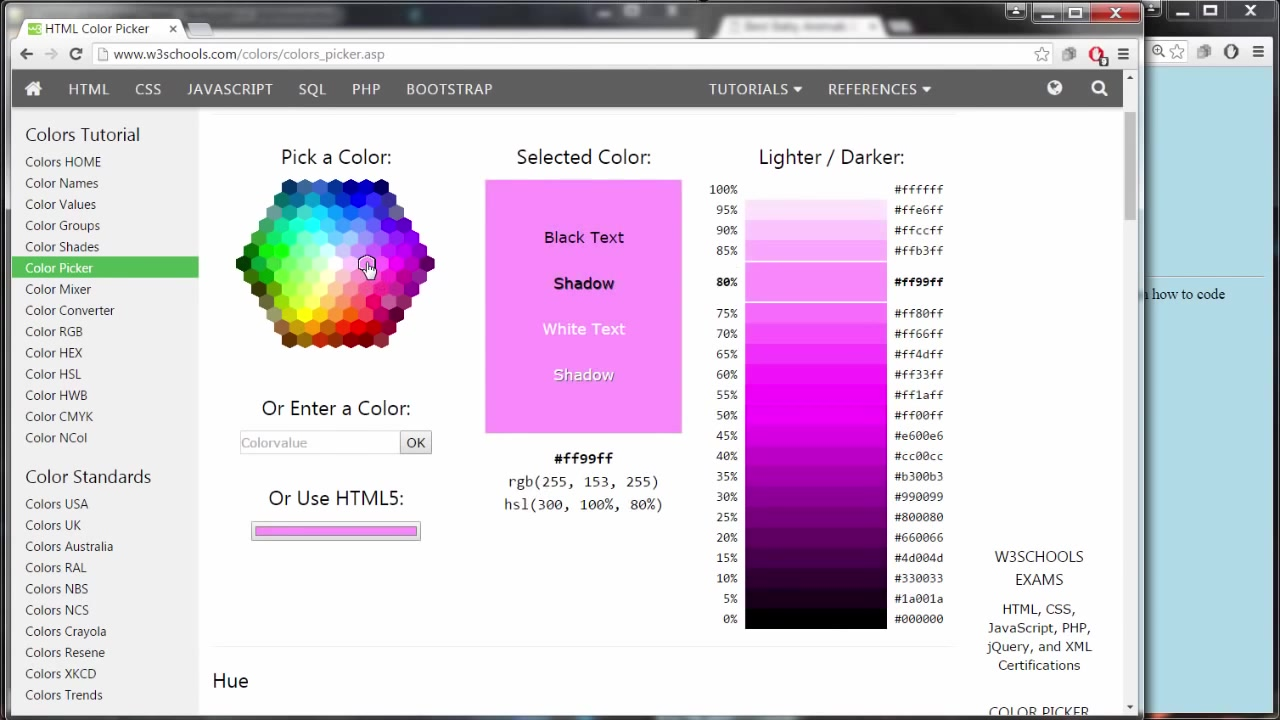 HTML Color Picker
www.w3schools.com/colors/colors_picker.asp
HTML CSS JAVASCRIPT SQL PHP BOOTSTRAP TUTORIALS REFERENCES
Colors Tutorial
Colors HOME
Color Names
Color Values
Color Groups
Color Shades
Color Picker
Color Mixer
Color Converter
Color RGB
Color HEX
Color HSL
Color HWB
Color CMYK
Color NCol
Color Standards
Colors USA
Colors UK
Colors Australia
Colors RAL
Colors NBS
Colors NCS
Colors Crayola
Colors Resene
Colors XKCD
Colors Trends
Pick a Color:
Or Enter a Color:
Colorvalue OK
Or Use HTML5:
Selected Color:
Black Text
Shadow
White Text
Shadow
#ff99ff
rgb(255, 153, 255)
hsl(300, 100%, 80%)
Lighter / Darker:
100% #ffffff
95% #ffe6ff
90% #ffccff
85% #ffb3ff
80% #ff99ff
75% #ff80ff
70% #ff66ff
65% #ff4dff
60% #ff33ff
55% #ff1aff
50% #ff00ff
45% #e600e6
40% #cc00cc
35% #b300b3
30% #990099
25% #800080
20% #660066
15% #4d004d
10% #330033
5% #1a001a
0% #000000
Hue
W3SCHOOLS
EXAMS
HTML, CSS,
JavaScript, PHP,
jQuery, and XML
Certifications
COLOR PICKER
how to code